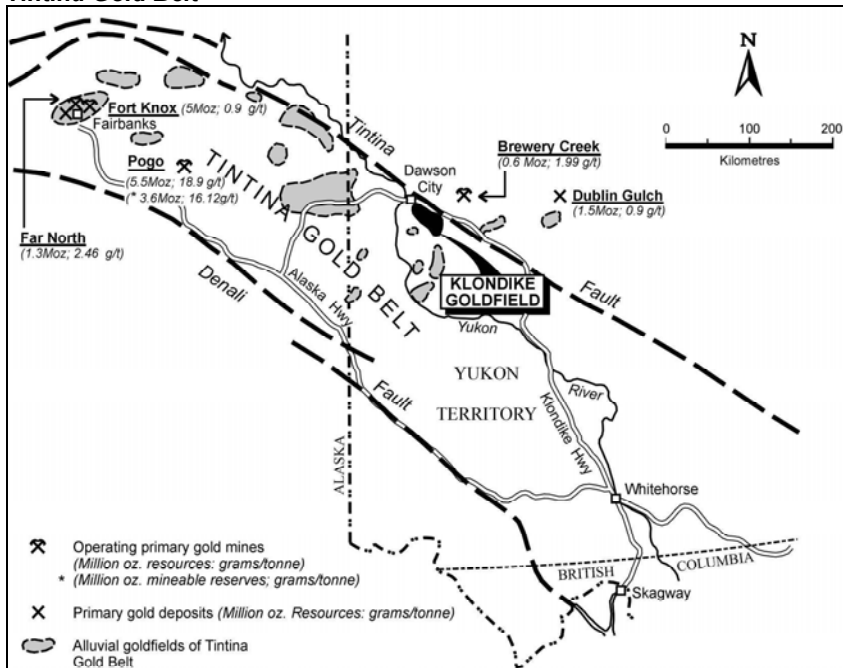 N
0 100 200
Kilometres
Fort Knox (5Moz; 0.9 g/t)
Fairbanks
Tintina
Brewery Creek
(0.6 Moz; 1.99 g/t)
Pogo
(5.5Moz; 18.9 g/t)
(* 3.6Moz; 16.12g/t)
Dawson
City
Dublin Gulch
(1.5Moz; 0.9 g/t)
TINTINA GOLD BELT
Far North
(1.3Moz; 2.46 g/t)
Denali
Alaska Hwy
KLONDIKE
GOLDFIELD
Fault
Yukon
YUKON
TERRITORY
River
Fault
Klondike Hwy
ALASKA
Whitehorse
BRITISH COLUMBIA
Skagway
Operating primary gold mines
(Million oz. resources: grams/tonne)
* (Million oz. mineable reserves; grams/tonne)
Primary gold deposits (Million oz. Resources: grams/tonne)
Alluvial goldfields of Tintina
Gold Belt